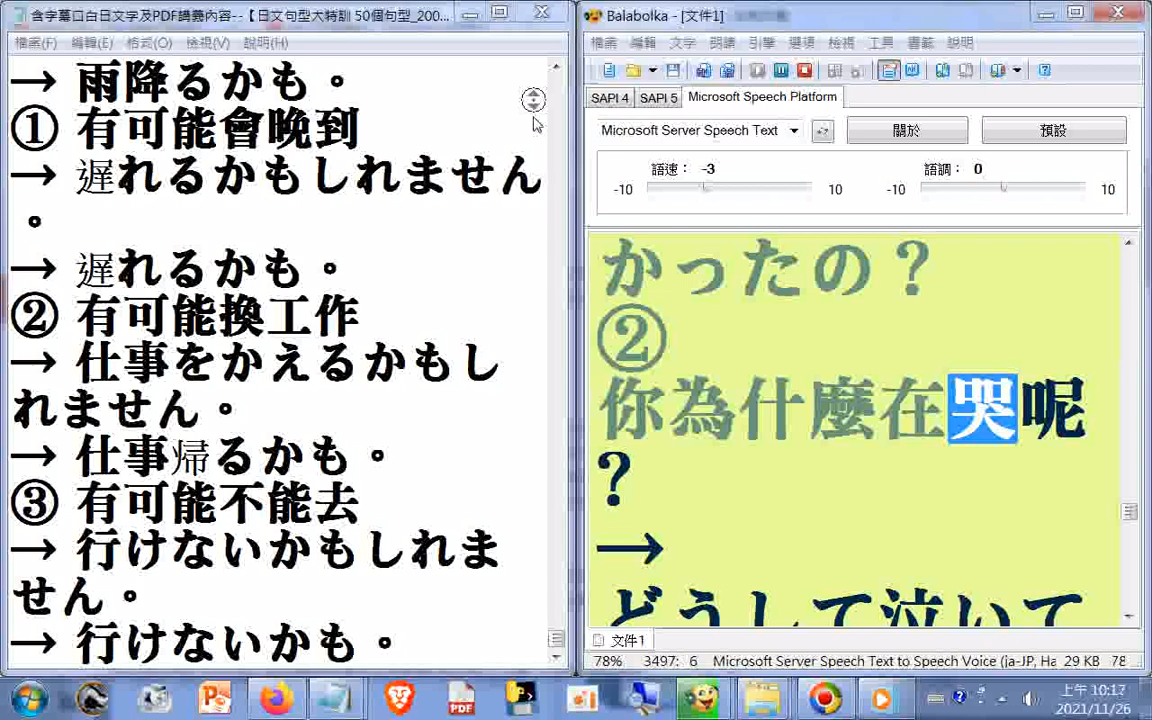 含字幕口白日文字及PDF講義內容--【日文句型大特訓 50個句型_200...
檔案(F) 編輯(E) 格式(O) 檢視(V) 說明(H)
→ 雨降るかも。
① 有可能會晚到
→ 遅れるかもしれません
。
→ 遅れるかも。
② 有可能換工作
→ 仕事をかえるかもし
れません。
→ 仕事帰るかも。
③ 有可能不能去
→ 行けないかもしれま
せん。
→ 行けないかも。
Balabolka - [文件1]
檔案 編輯 文字 朗讀 引擎 選項 檢視 工具 書籤 說明
SAPI 4 SAPI 5 Microsoft Speech Platform
Microsoft Server Speech Text 關於 預設
語速： -3 語調： 0
-10 10 -10 10
かったの？
②
你為什麼在哭呢
？
→
どうして泣いて
文件1
78% 3497: 6 Microsoft Server Speech Text to Speech Voice (ja-JP, Ha 29 KB 78
PDF
上午 10:17
2021/11/26